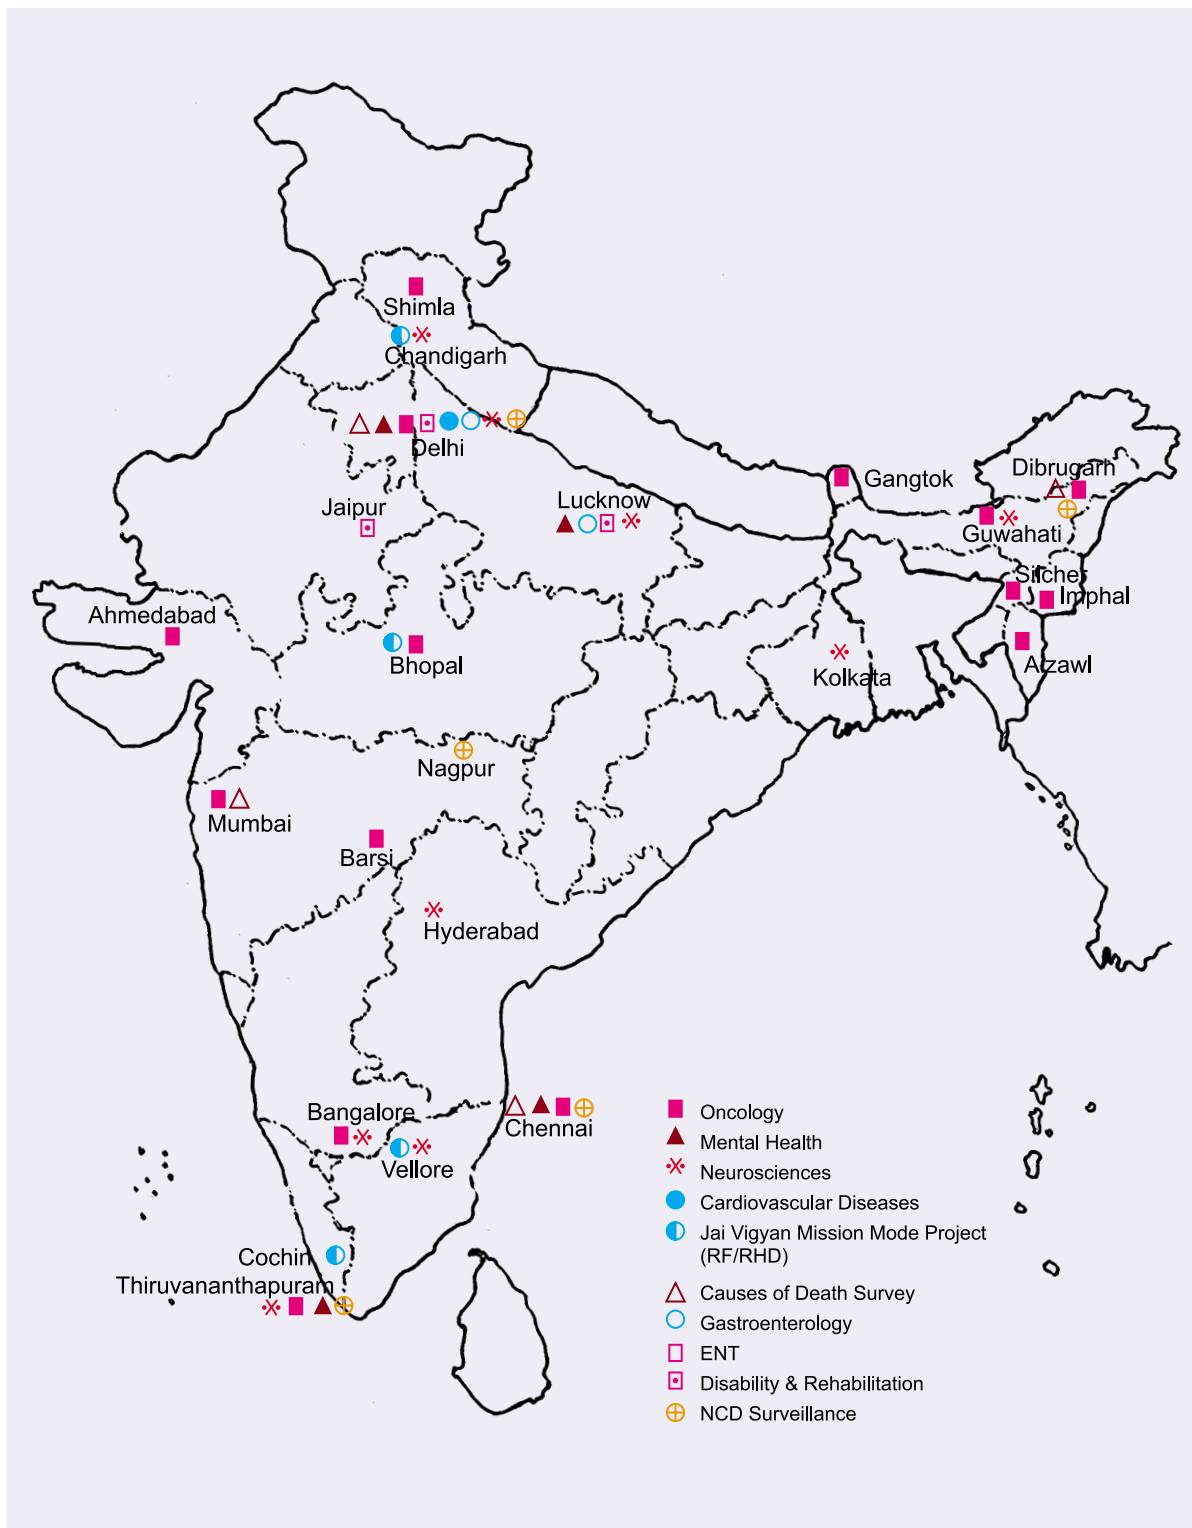 Shimla
Chandigarh
Delhi
Gangtok
Dibrugarh
Lucknow
Jaipur
Guwahati
Silcher
Imphal
Ahmedabad
Bhopal
Aizawl
Kolkata
Nagpur
Mumbai
Barsi
Hyderabad
Bangalore
Chennai
Vellore
Cochin
Thiruvananthapuram
Oncology
Mental Health
Neurosciences
Cardiovascular Diseases
Jai Vigyan Mission Mode Project
(RF/RHD)
Causes of Death Survey
Gastroenterology
ENT
Disability & Rehabilitation
NCD Surveillance